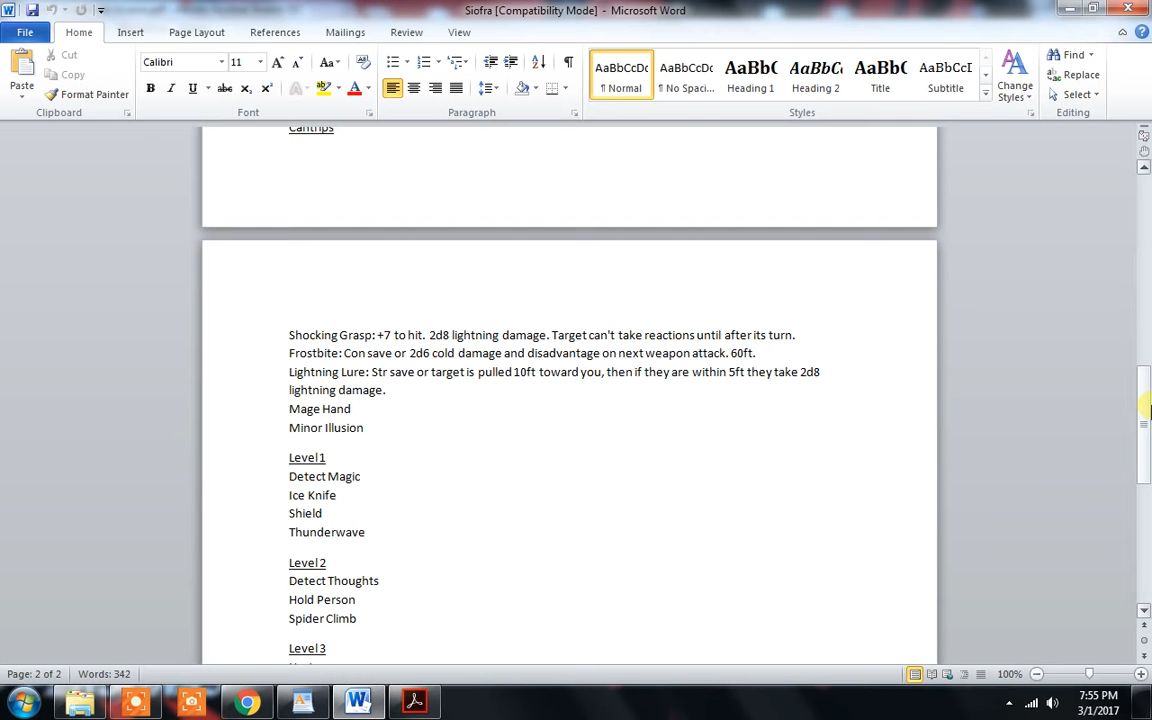 Siofra [Compatibility Mode] - Microsoft Word
File Home Insert Page Layout References Mailings Review View
Paste
Cut
Copy
Format Painter
Clipboard
Calibri 11
Font
Paragraph
AaBbCcDc AaBbCcDc AaBbC AaBbCc AaBbC AaBbCcI
¶ Normal ¶ No Spaci... Heading 1 Heading 2 Title Subtitle
Change Styles
Styles
Find
Replace
Select
Editing
Cantrips
Shocking Grasp: +7 to hit. 2d8 lightning damage. Target can't take reactions until after its turn.
Frostbite: Con save or 2d6 cold damage and disadvantage on next weapon attack. 60ft.
Lightning Lure: Str save or target is pulled 10ft toward you, then if they are within 5ft they take 2d8
lightning damage.
Mage Hand
Minor Illusion
Level 1
Detect Magic
Ice Knife
Shield
Thunderwave
Level 2
Detect Thoughts
Hold Person
Spider Climb
Level 3
Page: 2 of 2 Words: 342 100%
7:55 PM
3/1/2017